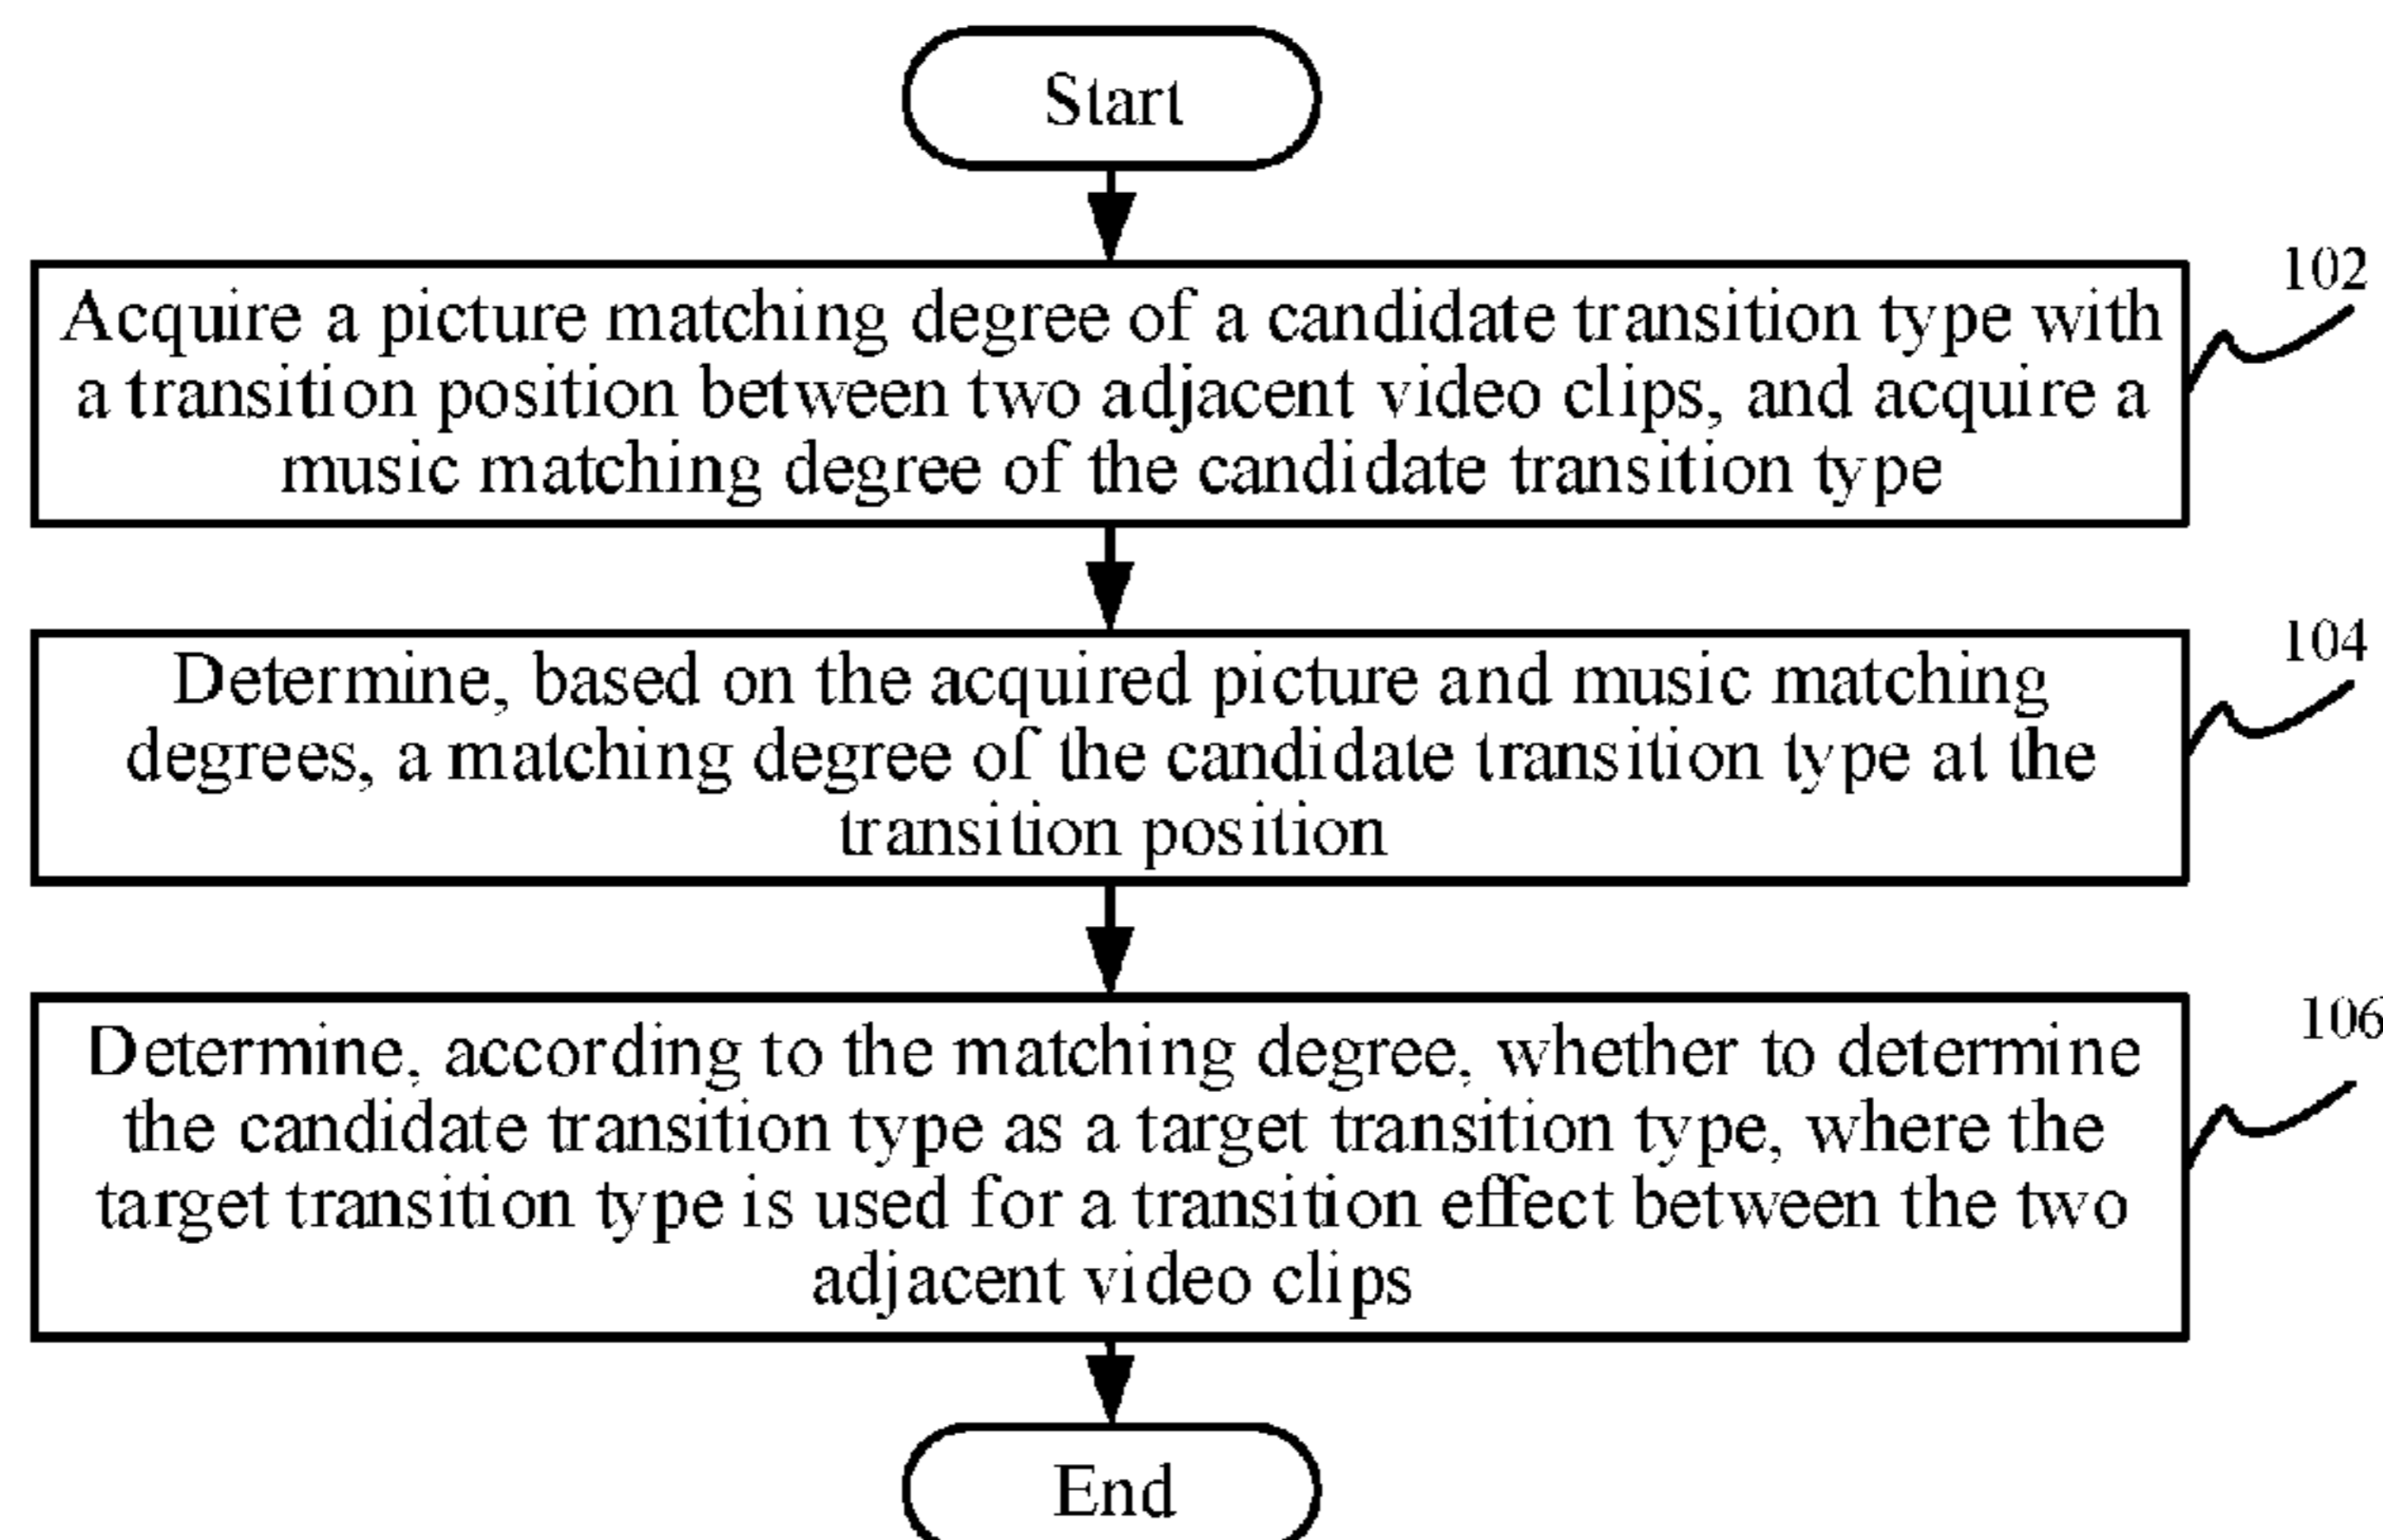 Start
102
Acquire a picture matching degree of a candidate transition type with
a transition position between two adjacent video clips, and acquire a
music matching degree of the candidate transition type
104
Determine, based on the acquired picture and music matching
degrees, a matching degree of the candidate transition type at the
transition position
106
Determine, according to the matching degree, whether to determine
the candidate transition type as a target transition type, where the
target transition type is used for a transition effect between the two
adjacent video clips
End